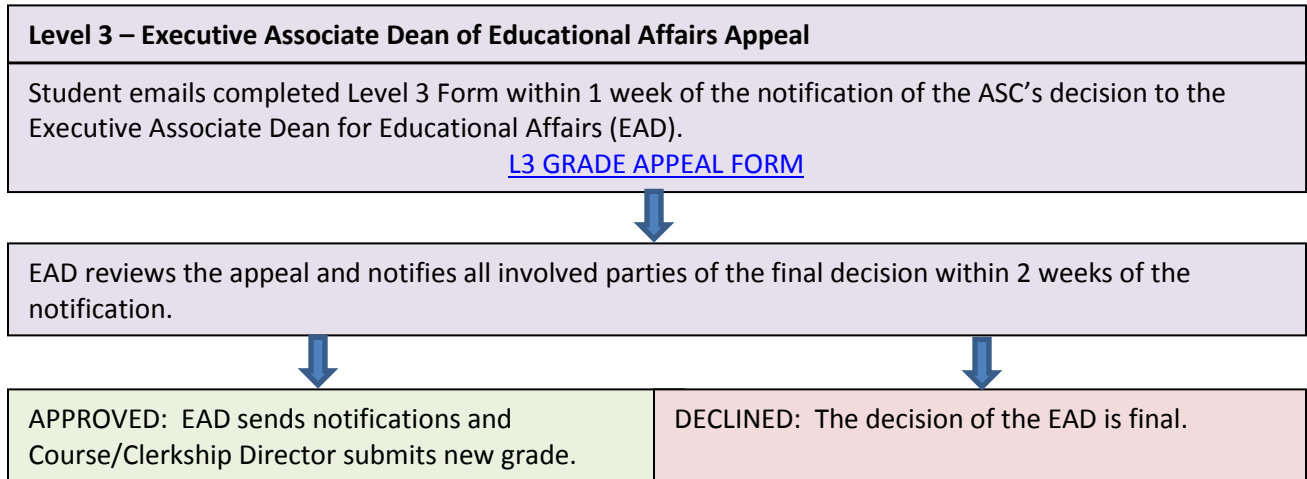 Level 3 – Executive Associate Dean of Educational Affairs Appeal
Student emails completed Level 3 Form within 1 week of the notification of the ASC’s decision to the
Executive Associate Dean for Educational Affairs (EAD).
L3 GRADE APPEAL FORM
EAD reviews the appeal and notifies all involved parties of the final decision within 2 weeks of the
notification.
APPROVED:  EAD sends notifications and
Course/Clerkship Director submits new grade.
DECLINED:  The decision of the EAD is final.